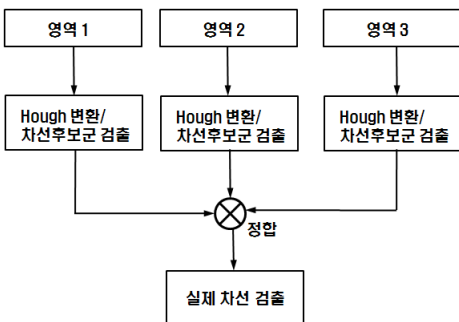 영역 1
영역 2
영역 3
Hough 변환/
차선후보군 검출
Hough 변환/
차선후보군 검출
Hough 변환/
차선후보군 검출
정합
실제 차선 검출